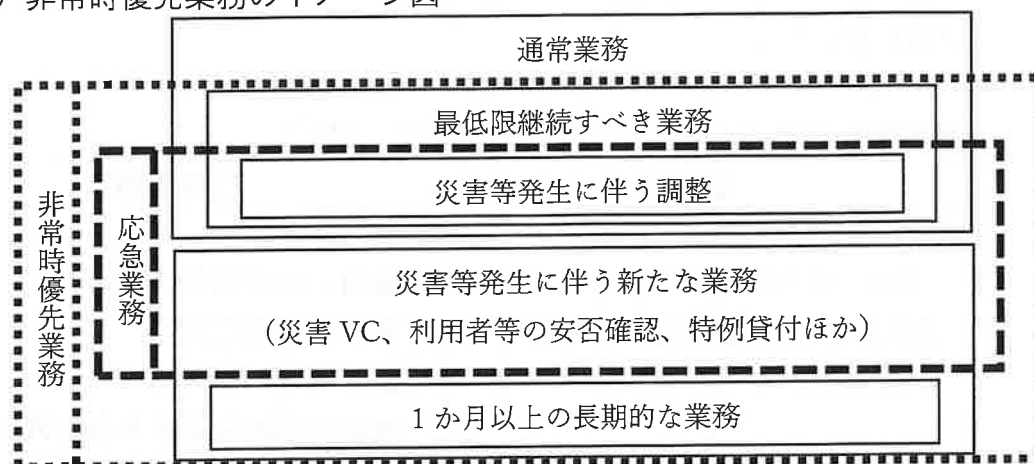 非常時優先業務のイメージ図
通常業務
最低限継続すべき業務
災害等発生に伴う調整
非常時優先業務
応急業務
災害等発生に伴う新たな業務
(災害 VC、利用者等の安否確認、特例貸付ほか)
1 か月以上の長期的な業務